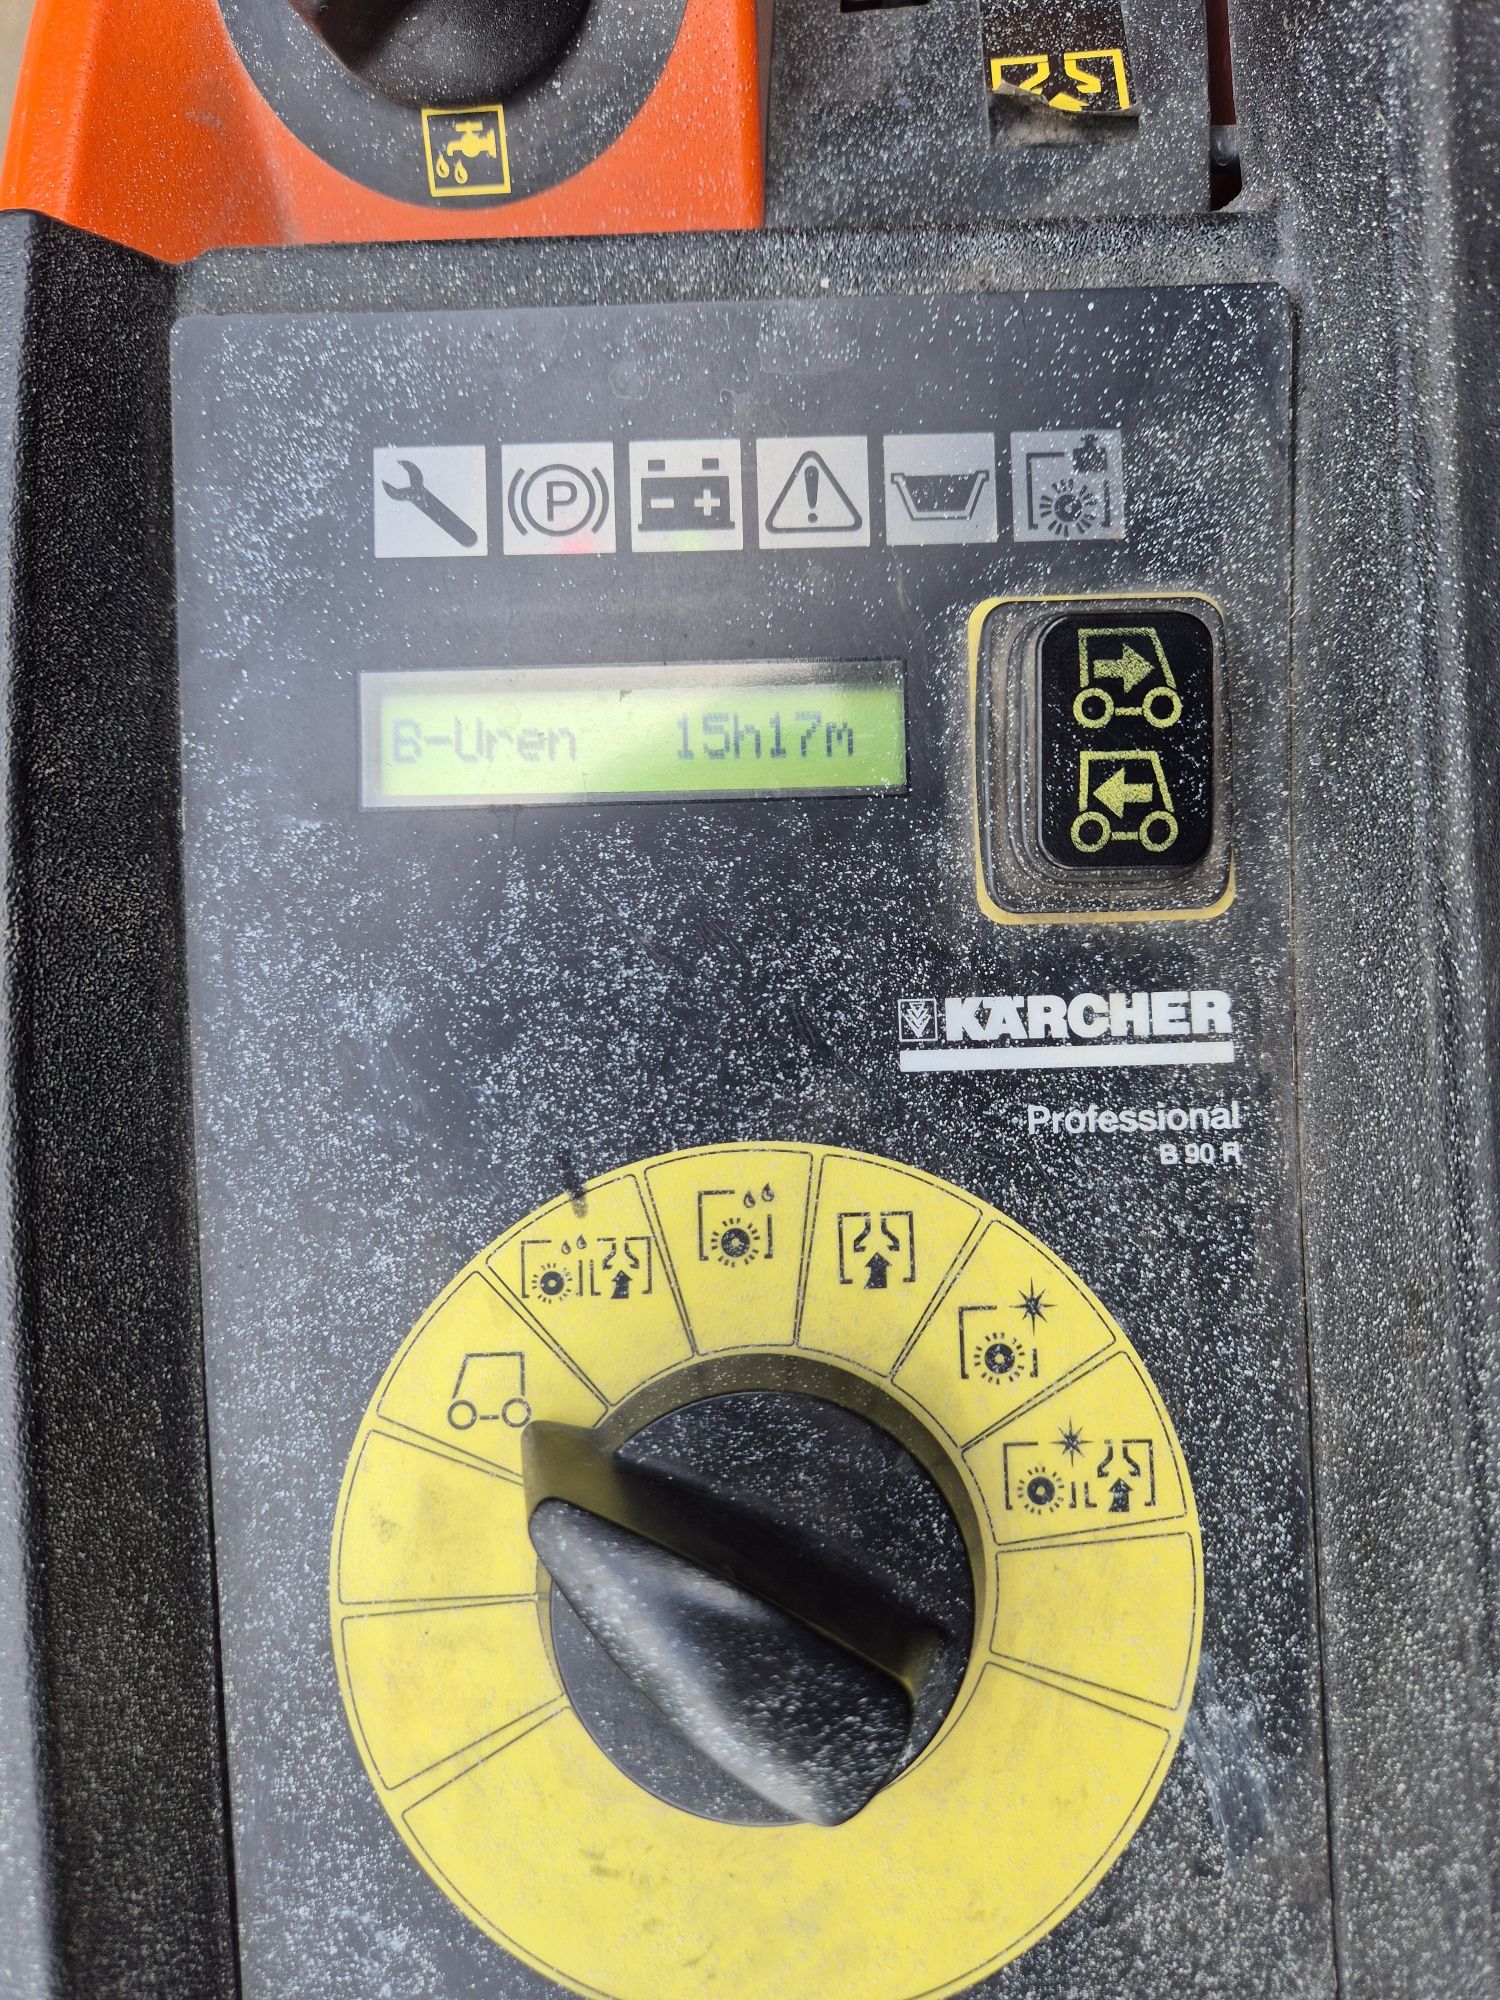 P
B-Uren 15h17m
KÄRCHER
Professional
B 90 R